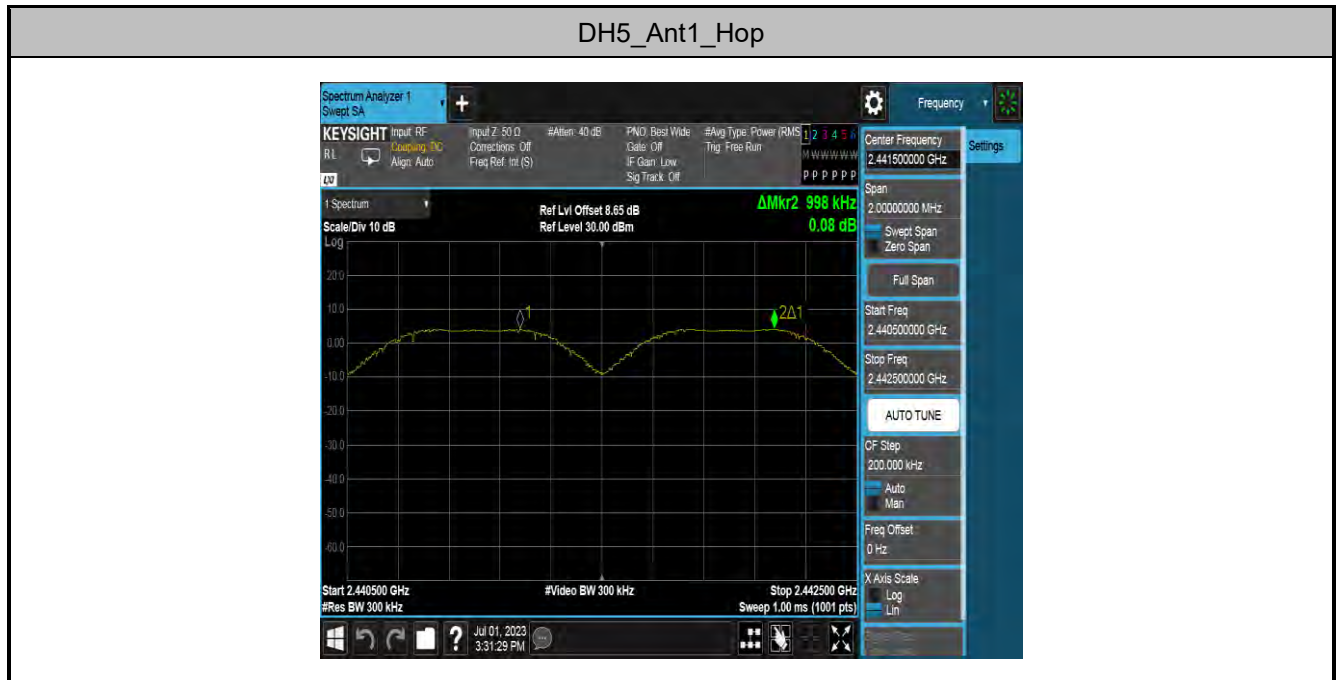 DH5_Ant1_Hop
Spectrum Analyzer 1
Swept SA
+
Frequency
KEYSIGHT
Input: RF
Coupling: DC
Align: Auto
RL
LXI
Input Z: 50 Ω
Corrections: Off
Freq Ref: Int (S)
#Atten: 40 dB
PNO: Best Wide
Gate: Off
IF Gain: Low
Sig Track: Off
#Avg Type: Power (RMS
Trig: Free Run
1 2 3 4 5 6
M W W W W W
P P P P P P
1 Spectrum
Scale/Div 10 dB
Ref Lvl Offset 8.65 dB
Ref Level 30.00 dBm
ΔMkr2 998 kHz
0.08 dB
Log
20.0
10.0
0.00
-10.0
-20.0
-30.0
-40.0
-50.0
-60.0
1
2Δ1
Start 2.440500 GHz
#Res BW 300 kHz
#Video BW 300 kHz
Stop 2.442500 GHz
Sweep 1.00 ms (1001 pts)
Center Frequency
2.441500000 GHz
Settings
Span
2.00000000 MHz
Swept Span
Zero Span
Full Span
Start Freq
2.440500000 GHz
Stop Freq
2.442500000 GHz
AUTO TUNE
CF Step
200.000 kHz
Auto
Man
Freq Offset
0 Hz
X Axis Scale
Log
Lin
?
Jul 01, 2023
3:31:29 PM